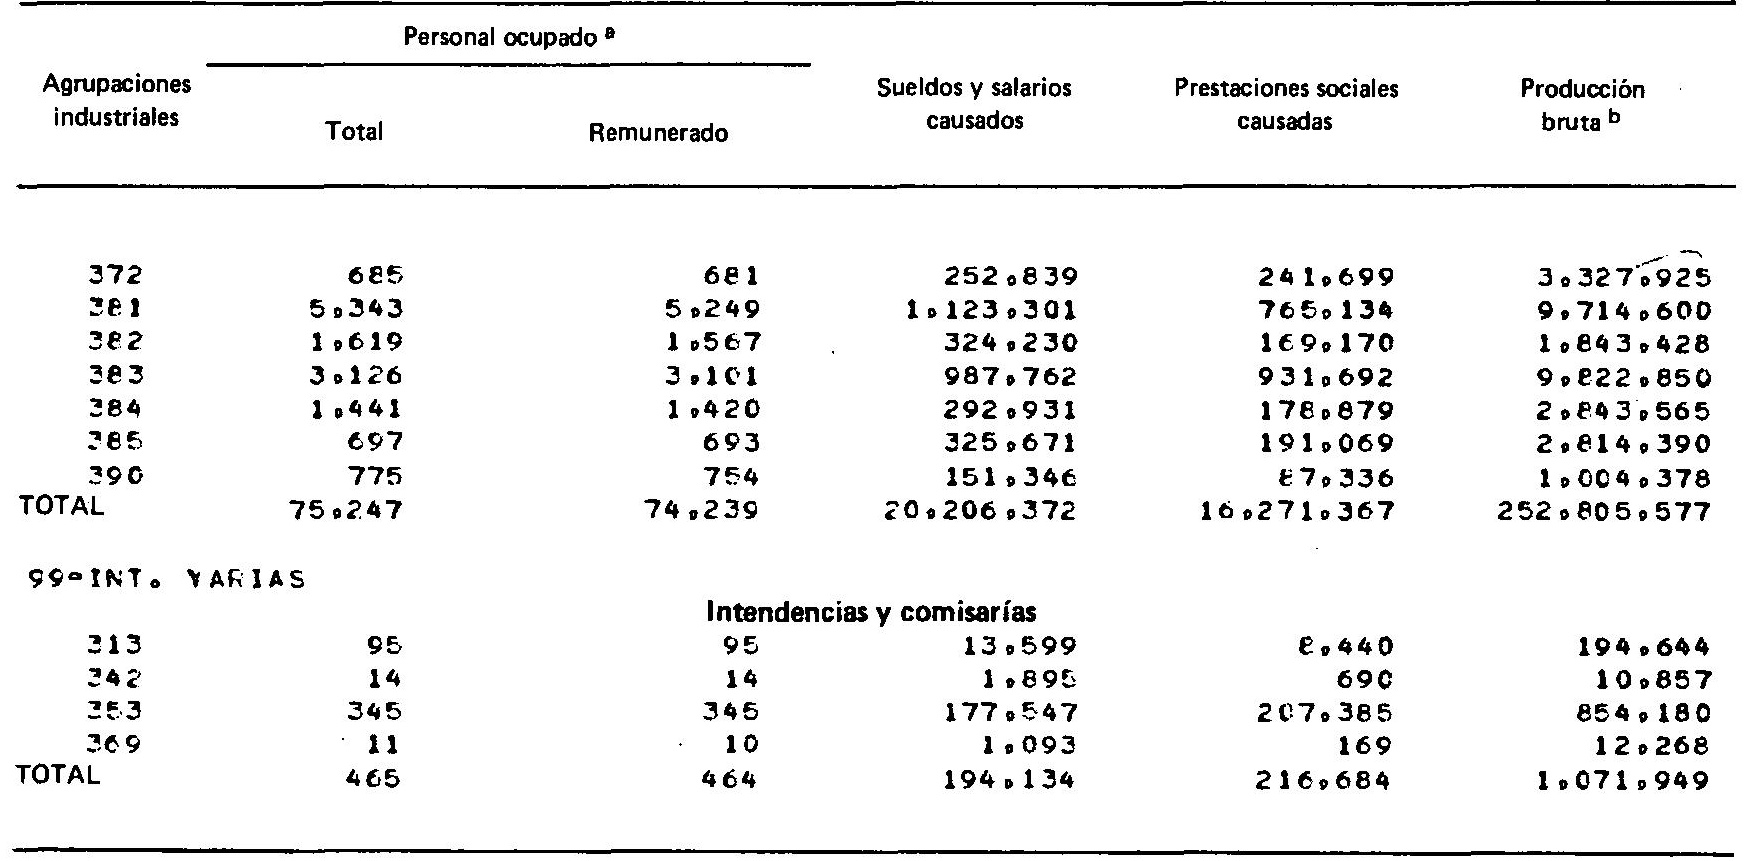 Personal ocupado a
Agrupaciones industriales Total Remunerado Sueldos y salarios causados Prestaciones sociales causadas Producción bruta b
372 685 681 252,839 241,699 3,327,925
381 5,343 5,249 1,123,301 765,134 9,714,600
382 1,619 1,567 324,230 169,170 1,843,428
383 3,126 3,101 987,762 931,692 9,822,850
384 1,441 1,420 292,931 178,879 2,843,565
385 697 693 325,671 191,069 2,814,390
390 775 754 151,346 87,336 1,004,378
TOTAL 75,247 74,239 20,206,372 16,271,367 252,805,577
99-INT. VARIAS
Intendencias y comisarías
313 95 95 13,599 8,440 194,644
342 14 14 1,895 690 10,857
353 345 345 177,547 207,385 854,180
369 11 10 1,093 169 12,268
TOTAL 465 464 194,134 216,684 1,071,949